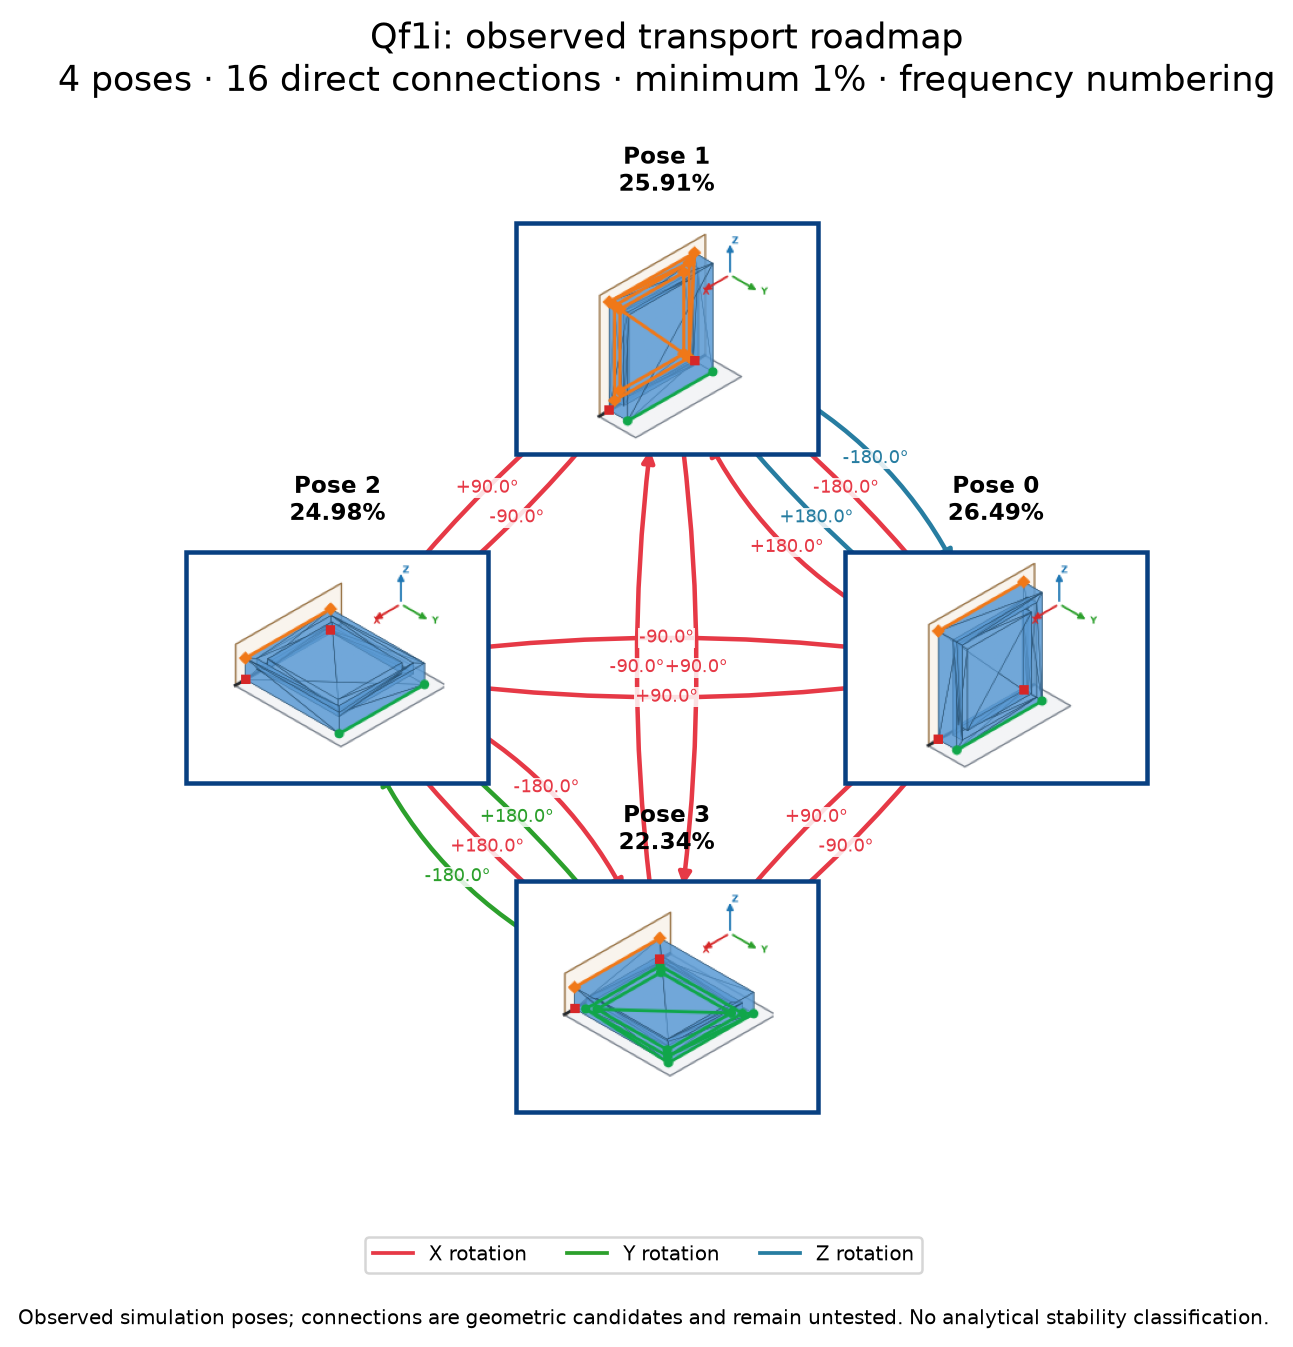 Qf1i: observed transport roadmap
4 poses · 16 direct connections · minimum 1% · frequency numbering
Pose 1
25.91%
Z
X
Y
-180.0°
Pose 2
24.98%
+90.0°
-90.0°
-180.0°
+180.0°
+180.0°
Pose 0
26.49%
Z
X
Y
Z
X
Y
-90.0°
-90.0°
+90.0°
+90.0°
-180.0°
+180.0°
+180.0°
-180.0°
Pose 3
22.34%
+90.0°
-90.0°
Z
X
Y
X rotation
Y rotation
Z rotation
Observed simulation poses; connections are geometric candidates and remain untested. No analytical stability classification.